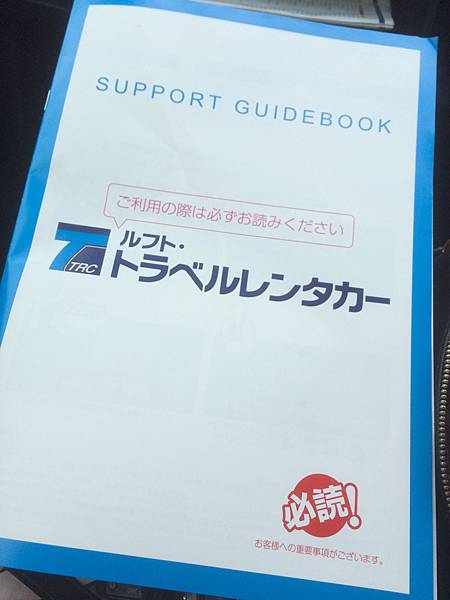 SUPPORT GUIDEBOOK
ご利用の際は必ずお読みください
ルフト・
トラベルレンタカー
TRC
必読!
お客様への重要事項がございます。